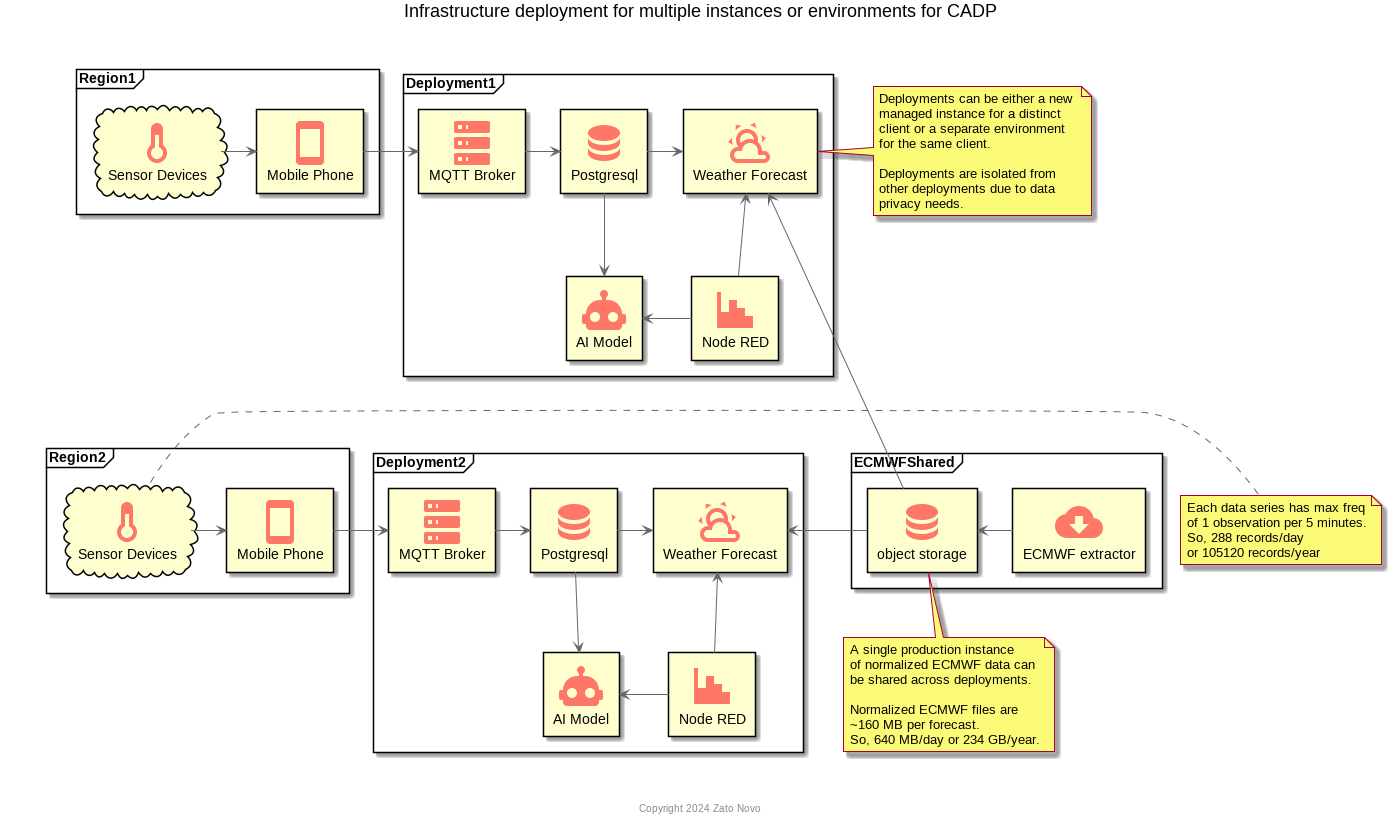 Infrastructure deployment for multiple instances or environments for CADP
Region1
Sensor Devices
Mobile Phone
Deployment1
MQTT Broker
Postgresql
Weather Forecast
AI Model
Node RED
Deployments can be either a new
managed instance for a distinct
client or a separate environment
for the same client.
Deployments are isolated from
other deployments due to data
privacy needs.
Region2
Sensor Devices
Mobile Phone
Deployment2
MQTT Broker
Postgresql
Weather Forecast
AI Model
Node RED
ECMWFShared
object storage
ECMWF extractor
Each data series has max freq
of 1 observation per 5 minutes.
So, 288 records/day
or 105120 records/year
A single production instance
of normalized ECMWF data can
be shared across deployments.
Normalized ECMWF files are
~160 MB per forecast.
So, 640 MB/day or 234 GB/year.
Copyright 2024 Zato Novo